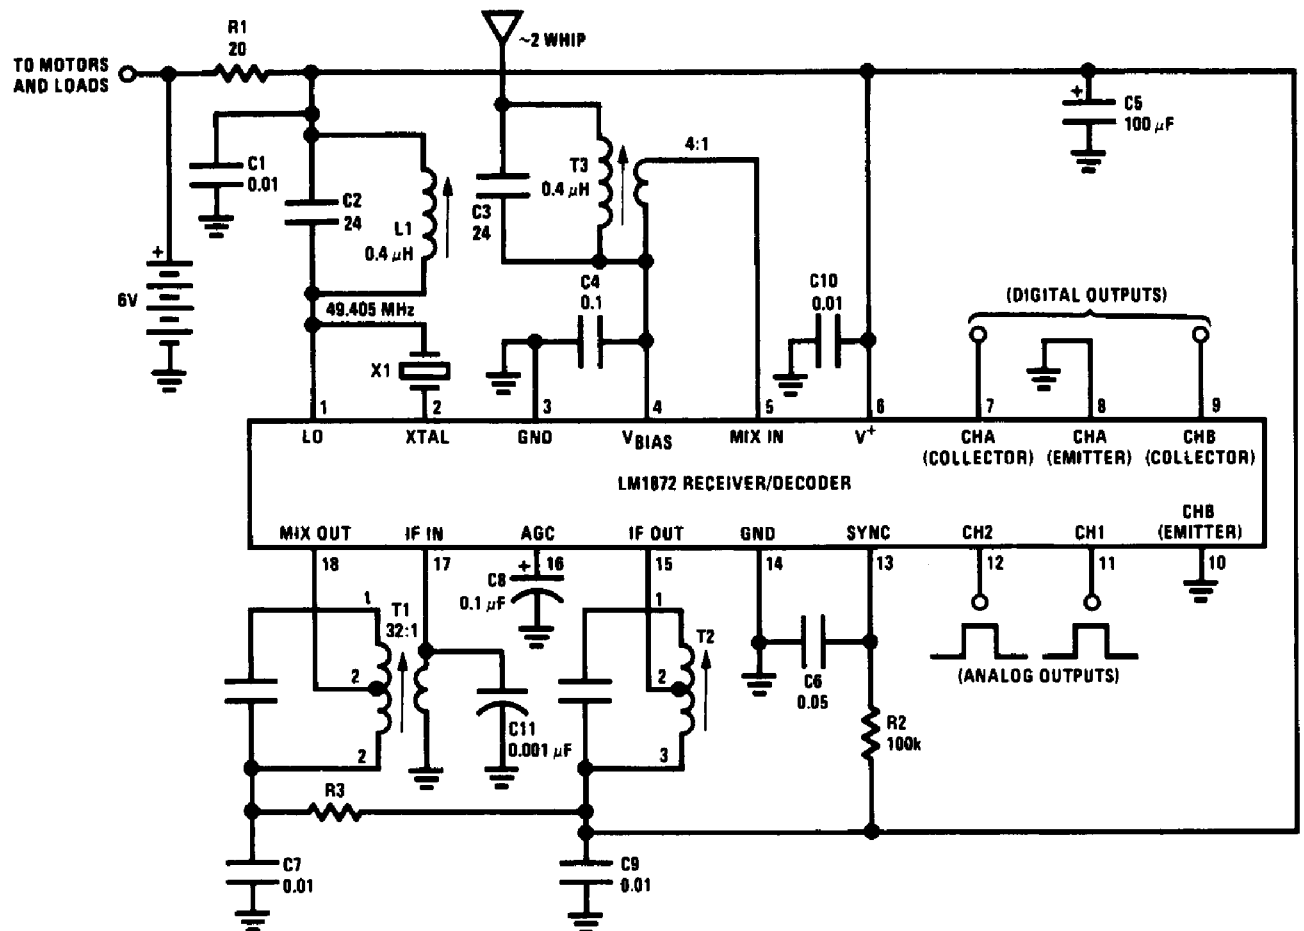 R1
20
~2 WHIP
TO MOTORS
AND LOADS
+
C5
100 µF
C1
0.01
C2
24
L1
0.4 µH
T3
0.4 µH
4:1
C3
24
+
6V
49.405 MHz
X1
C4
0.1
C10
0.01
(DIGITAL OUTPUTS)
1
2
3
4
5
6
7
8
9
LO
XTAL
GND
VBIAS
MIX IN
V+
CHA
(COLLECTOR)
CHA
(EMITTER)
CHB
(COLLECTOR)
LM1872 RECEIVER/DECODER
MIX OUT
IF IN
AGC
IF OUT
GND
SYNC
CH2
CH1
CHB
(EMITTER)
18
17
16
15
14
13
12
11
10
+
C8
0.1 µF
1
T1
32:1
2
2
C11
0.001 µF
1
T2
2
3
C6
0.05
R2
100k
(ANALOG OUTPUTS)
R3
C7
0.01
C9
0.01